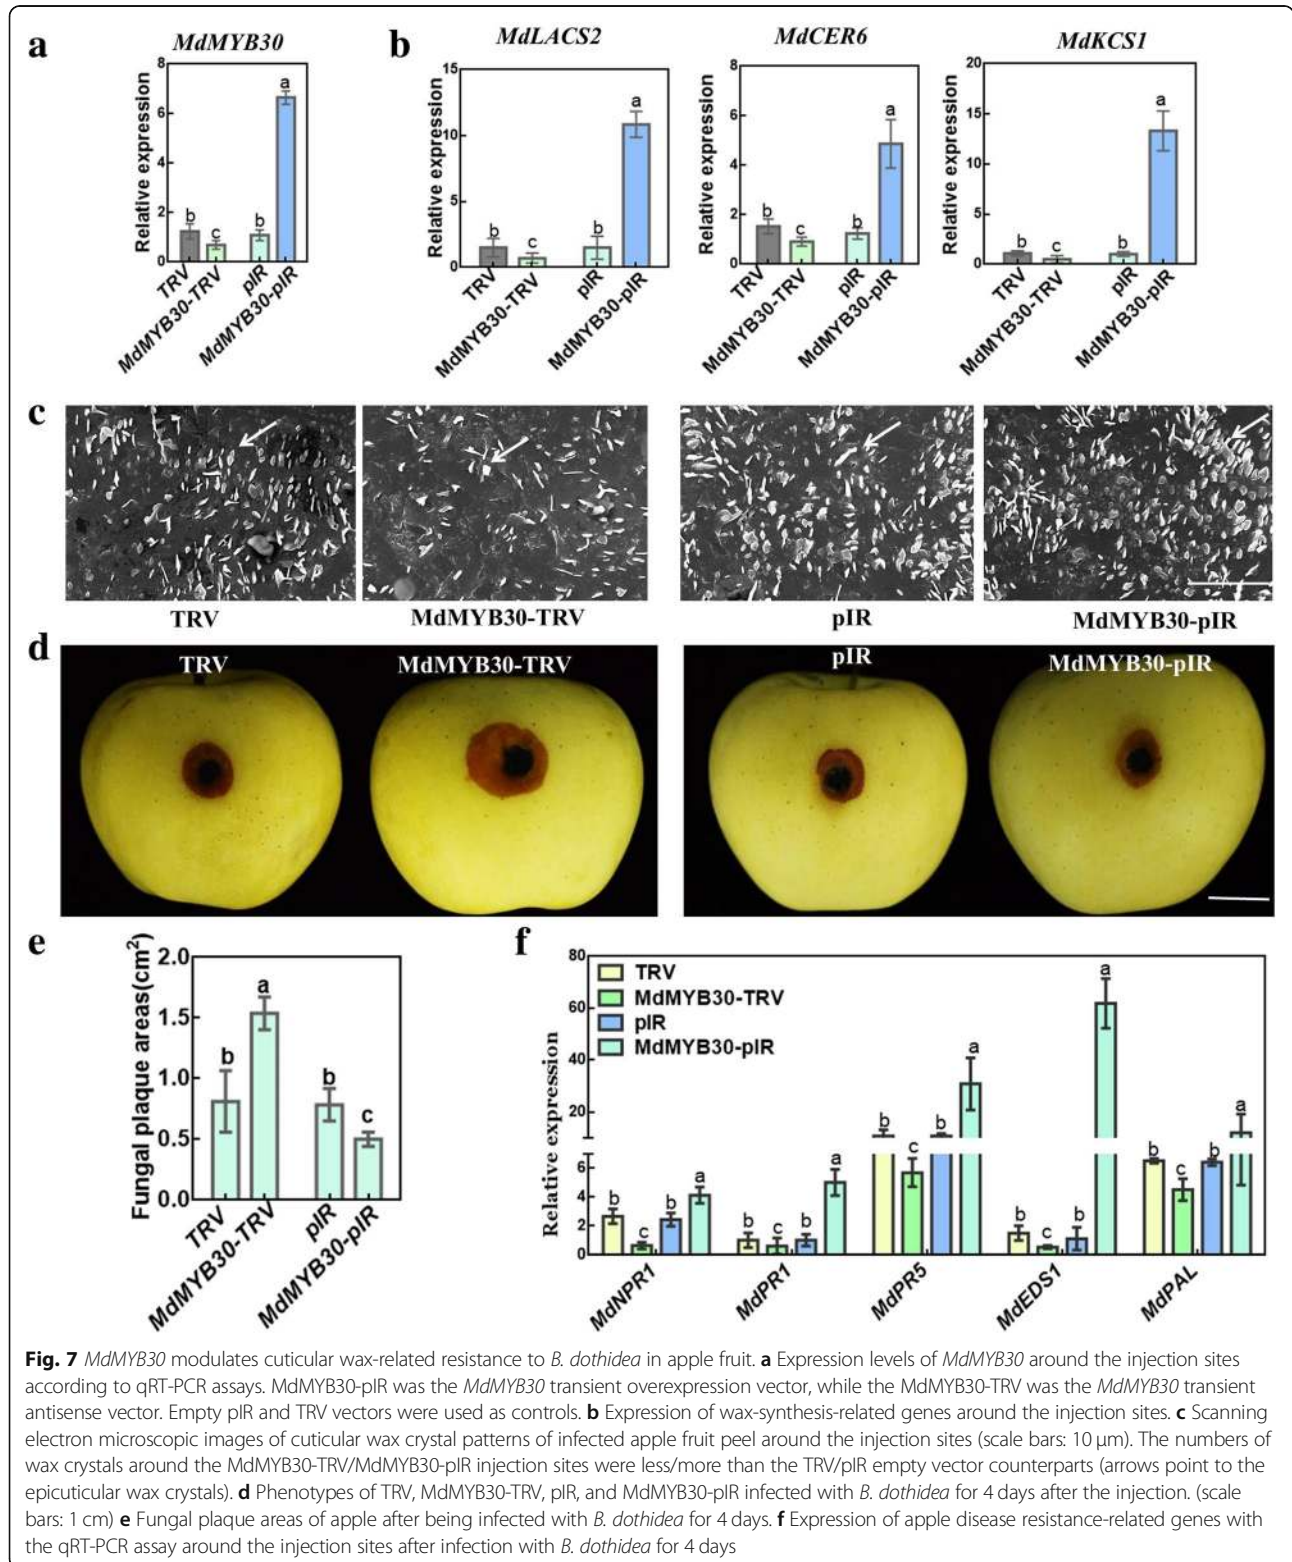 a
MdMYB30
b
MdLACS2
MdCER6
MdKCS1
Relative expression
8
6
4
2
0
b
c
b
a
TRV
MdMYB30-TRV
pIR
MdMYB30-pIR
Relative expression
15
10
5
0
b
c
b
a
TRV
MdMYB30-TRV
pIR
MdMYB30-pIR
Relative expression
8
6
4
2
0
b
c
b
a
TRV
MdMYB30-TRV
pIR
MdMYB30-pIR
Relative expression
20
15
10
5
0
b
c
b
a
TRV
MdMYB30-TRV
pIR
MdMYB30-pIR
c
TRV
MdMYB30-TRV
pIR
MdMYB30-pIR
d
TRV
MdMYB30-TRV
pIR
MdMYB30-pIR
e
Fungal plaque areas(cm²)
2.0
1.5
1.0
0.5
0.0
b
a
b
c
TRV
MdMYB30-TRV
pIR
MdMYB30-pIR
f
Relative expression
80
60
40
20
6
4
2
0
TRV
MdMYB30-TRV
pIR
MdMYB30-pIR
b
c
b
a
b
c
b
a
b
c
b
a
b
c
b
a
b
c
b
a
MdNPR1
MdPR1
MdPR5
MdEDS1
MdPAL
Fig. 7 MdMYB30 modulates cuticular wax-related resistance to B. dothidea in apple fruit. a Expression levels of MdMYB30 around the injection sites
according to qRT-PCR assays. MdMYB30-pIR was the MdMYB30 transient overexpression vector, while the MdMYB30-TRV was the MdMYB30 transient
antisense vector. Empty pIR and TRV vectors were used as controls. b Expression of wax-synthesis-related genes around the injection sites. c Scanning
electron microscopic images of cuticular wax crystal patterns of infected apple fruit peel around the injection sites (scale bars: 10 μm). The numbers of
wax crystals around the MdMYB30-TRV/MdMYB30-pIR injection sites were less/more than the TRV/pIR empty vector counterparts (arrows point to the
epicuticular wax crystals). d Phenotypes of TRV, MdMYB30-TRV, pIR, and MdMYB30-pIR infected with B. dothidea for 4 days after the injection. (scale
bars: 1 cm) e Fungal plaque areas of apple after being infected with B. dothidea for 4 days. f Expression of apple disease resistance-related genes with
the qRT-PCR assay around the injection sites after infection with B. dothidea for 4 days